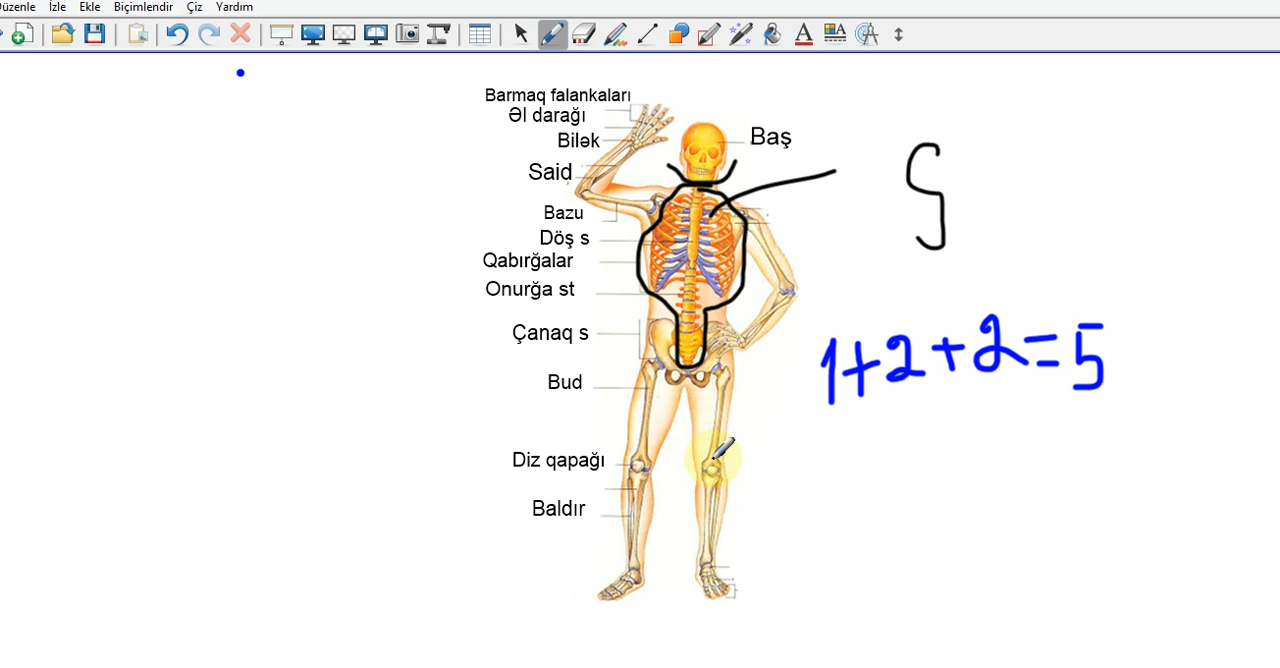 Düzenle İzle Ekle Biçimlendir Çiz Yardım
Barmaq falankaları
Əl darağı
Bilək
Baş
Said
Bazu
Döş s
Qabırğalar
Onurğa st
Çanaq s
1+2+2=5
Bud
Diz qapağı
Baldır